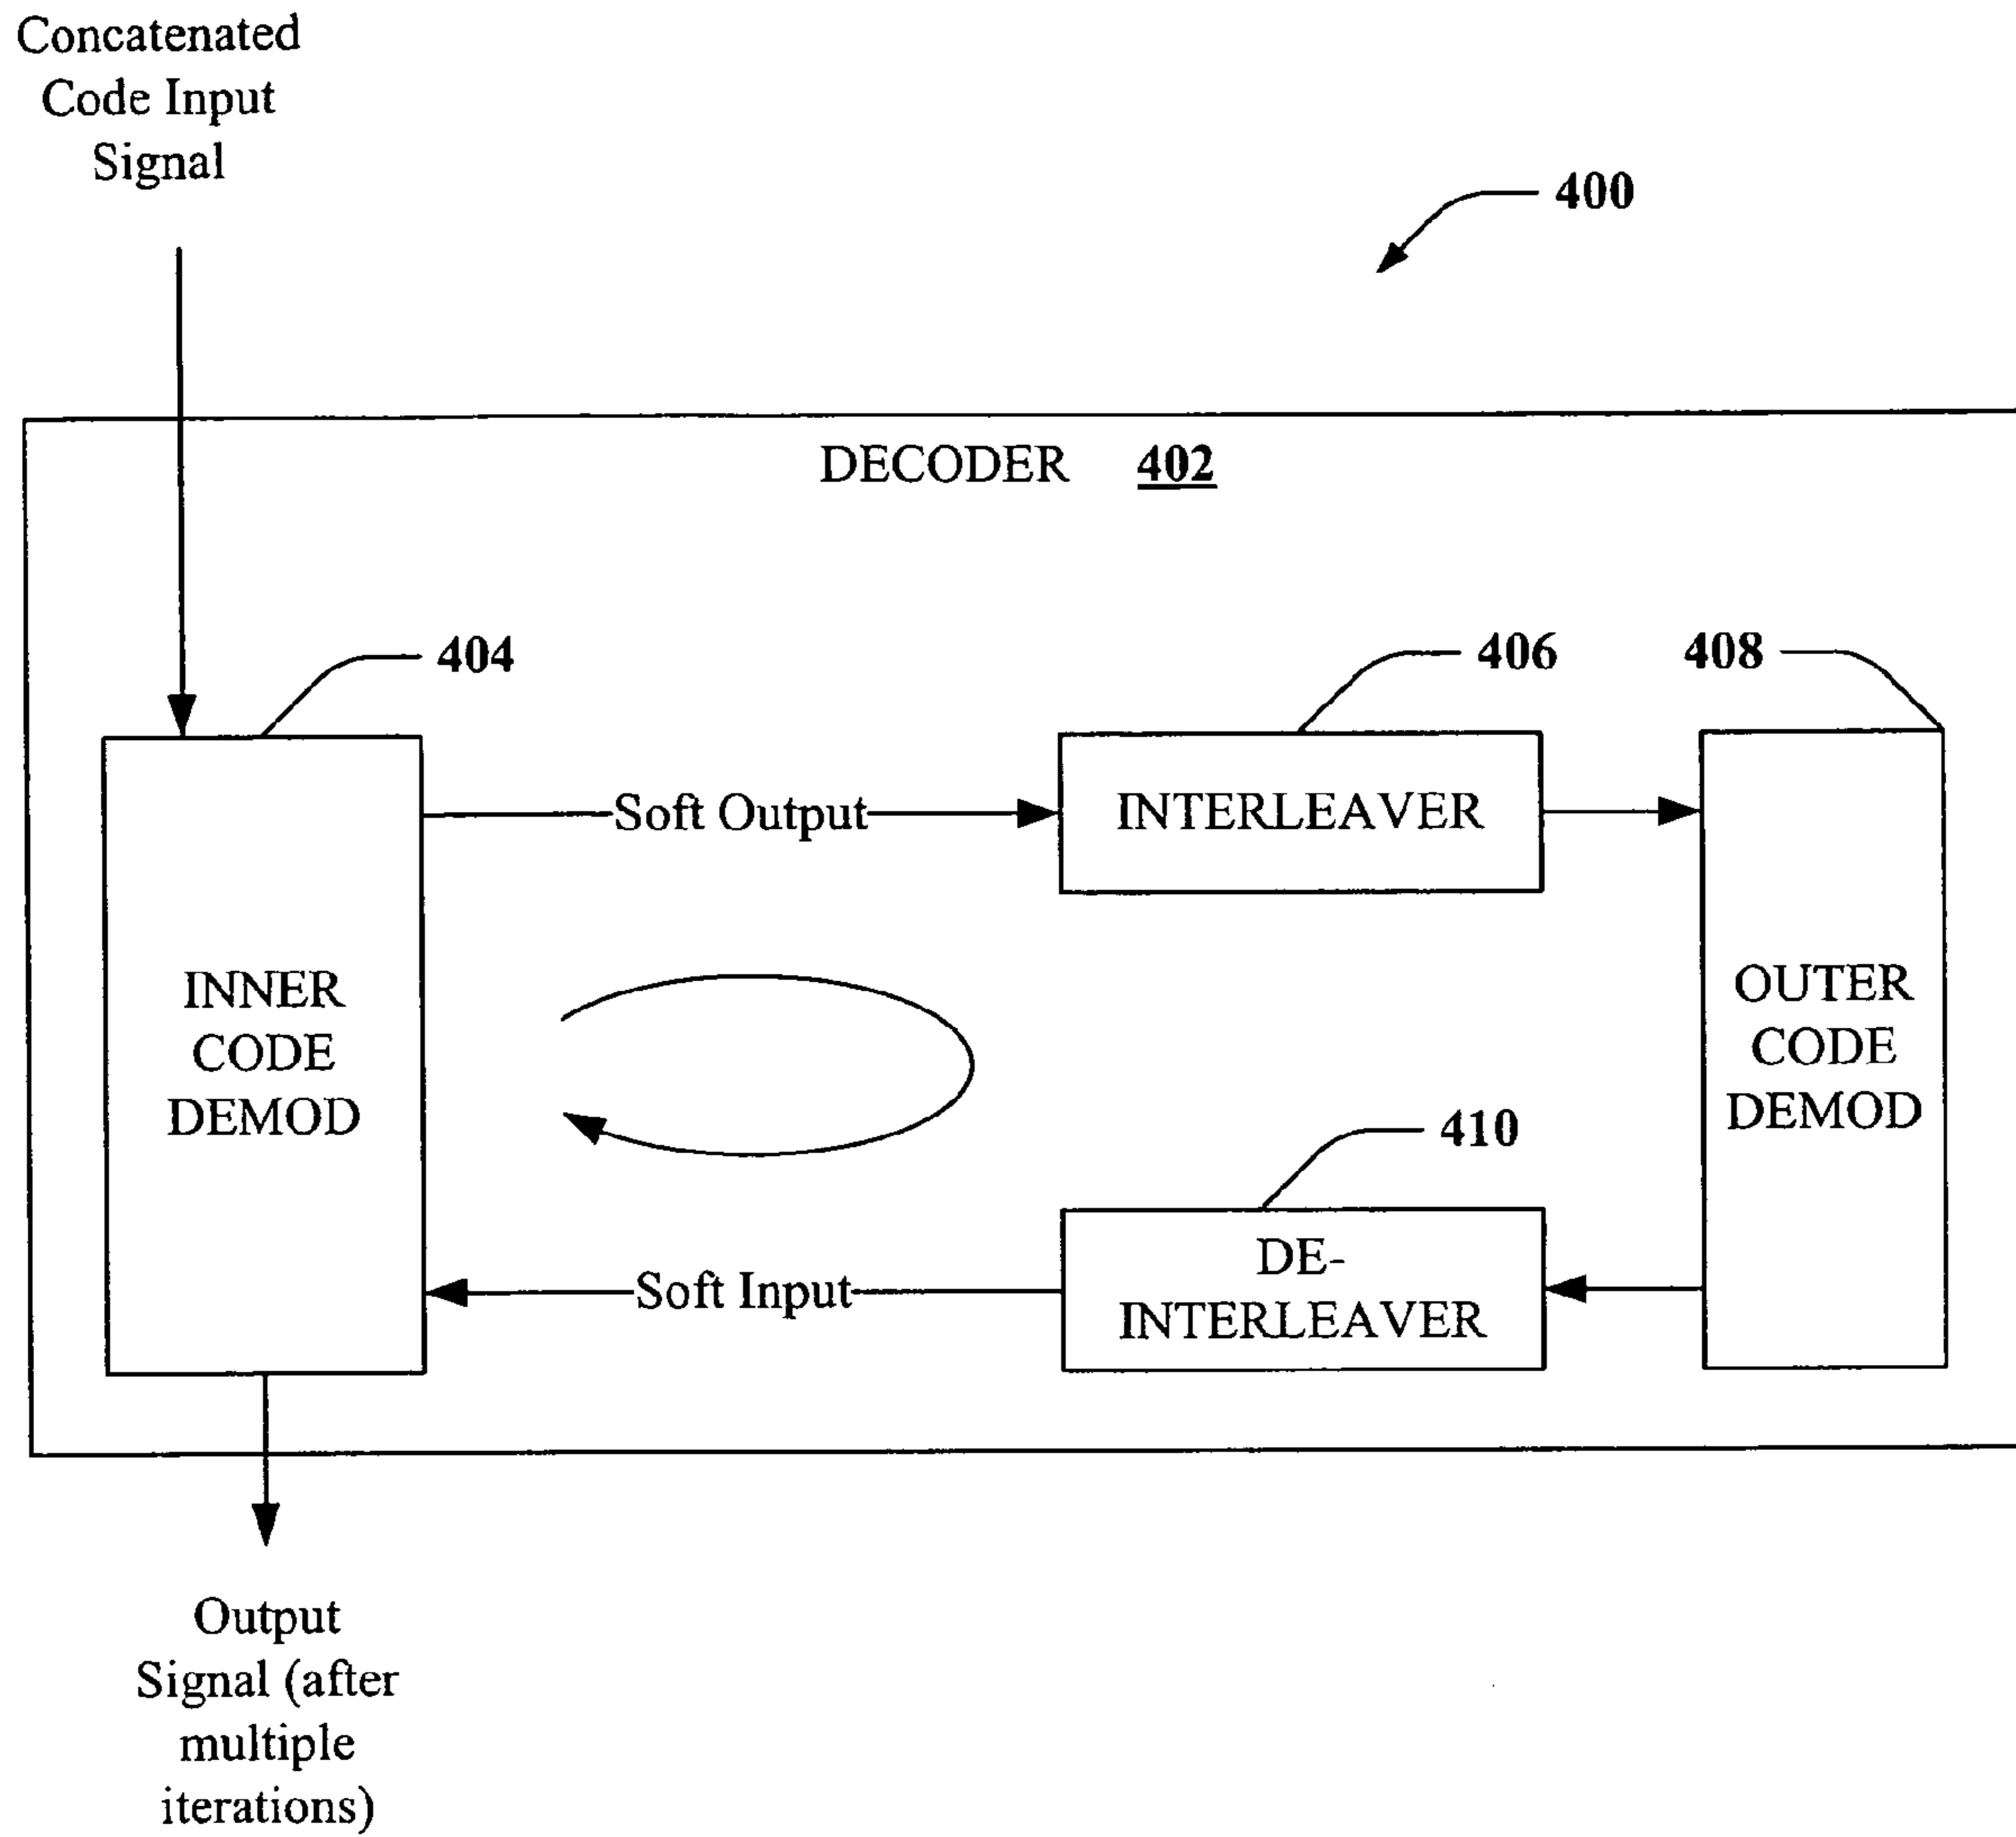 Concatenated
Code Input
Signal
400
DECODER 402
404
406
408
Soft Output
INTERLEAVER
INNER
CODE
DEMOD
OUTER
CODE
DEMOD
410
Soft Input
DE-
INTERLEAVER
Output
Signal (after
multiple
iterations)